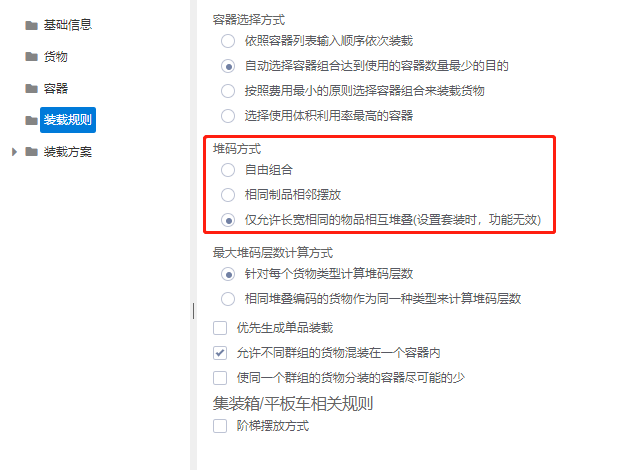 基础信息
货物
容器
装载规则
装载方案
容器选择方式
依照容器列表输入顺序依次装载
自动选择容器组合达到使用的容器数量最少的目的
按照费用最小的原则选择容器组合来装载货物
选择使用体积利用率最高的容器
堆码方式
自由组合
相同制品相邻摆放
仅允许长宽相同的物品相互堆叠(设置套装时，功能无效)
最大堆码层数计算方式
针对每个货物类型计算堆码层数
相同堆叠编码的货物作为同一种类型来计算堆码层数
优先生成单品装载
允许不同群组的货物混装在一个容器内
使同一个群组的货物分装的容器尽可能的少
集装箱/平板车相关规则
阶梯摆放方式